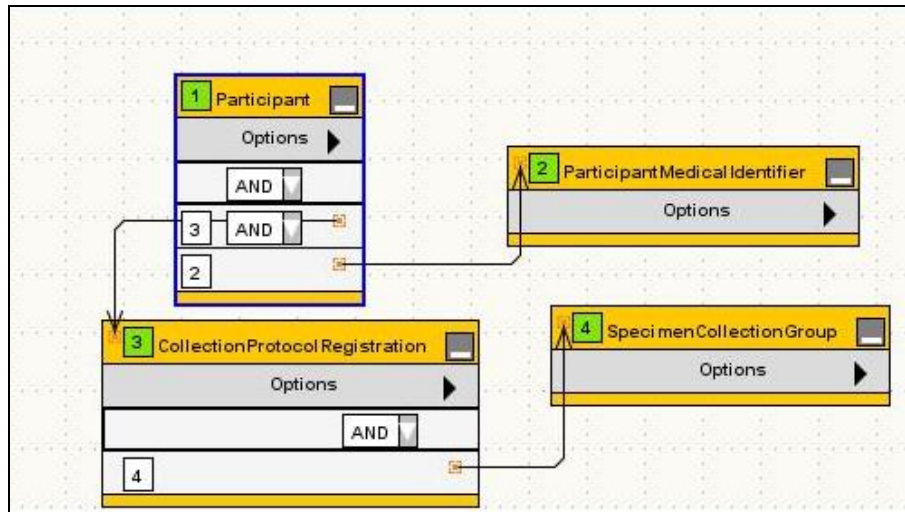 1 Participant
Options
AND
3 AND
2
2 ParticipantMedicalIdentifier
Options
3 CollectionProtocolRegistration
Options
AND
4
4 SpecimenCollectionGroup
Options